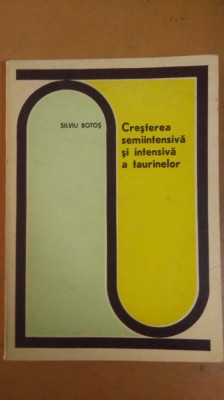 SILVIU BOTOȘ
Creșterea
semiintensivă
și intensivă
a taurinelor